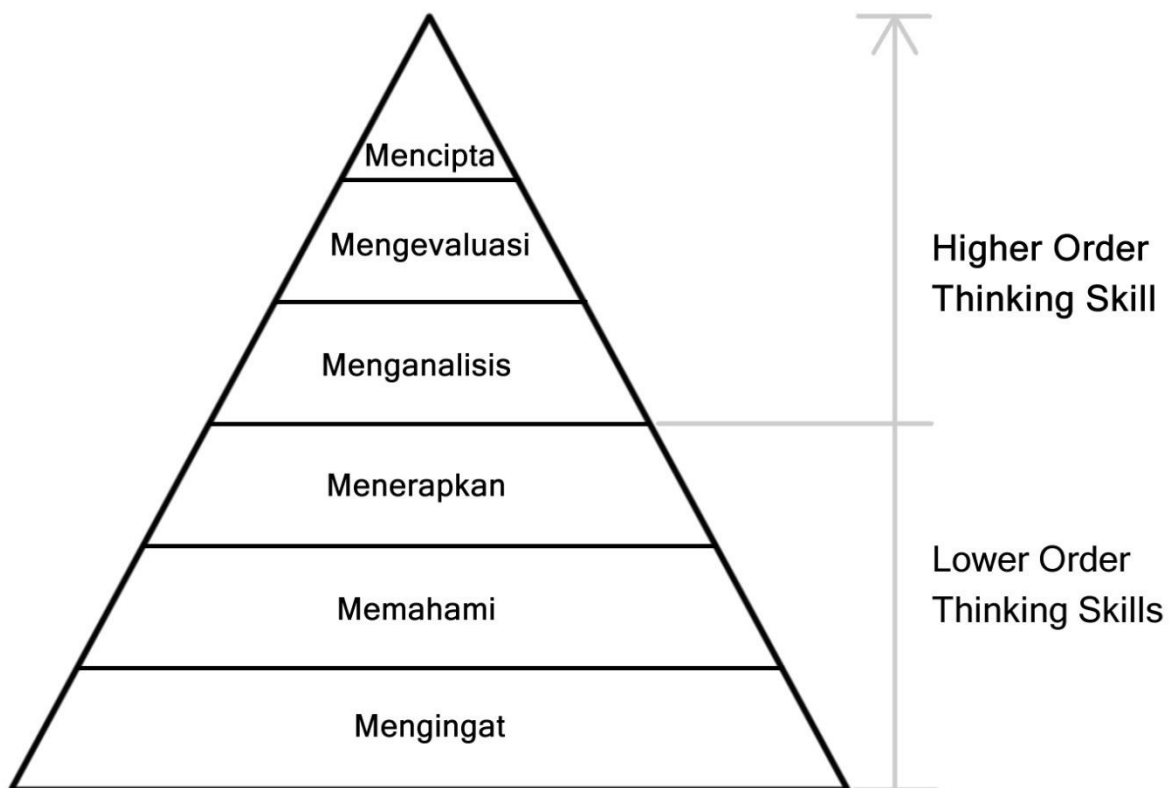 Mencipta
Mengevaluasi
Menganalisis
Menerapkan
Memahami
Mengingat
Higher Order
Thinking Skill
Lower Order
Thinking Skills